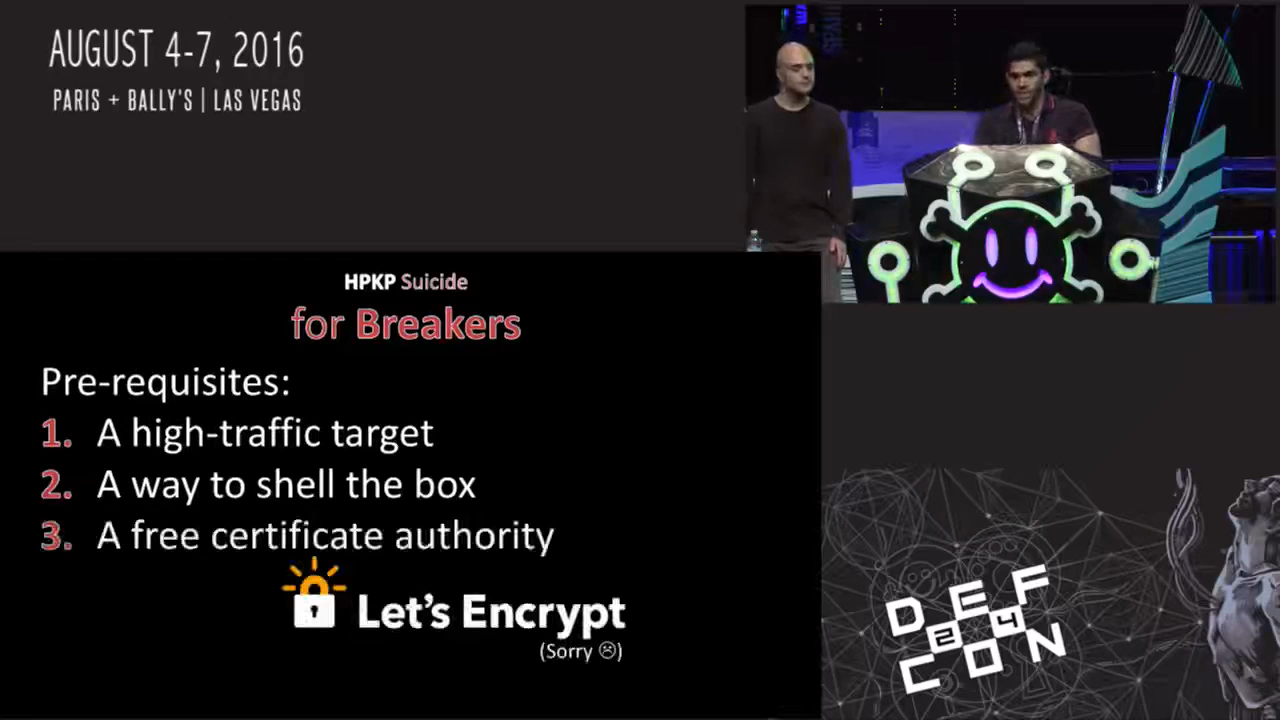 AUGUST 4-7, 2016
PARIS + BALLY'S | LAS VEGAS
HPKP Suicide
for Breakers
Pre-requisites:
1. A high-traffic target
2. A way to shell the box
3. A free certificate authority
Let's Encrypt
(Sorry ☹)
DEF
24
CON